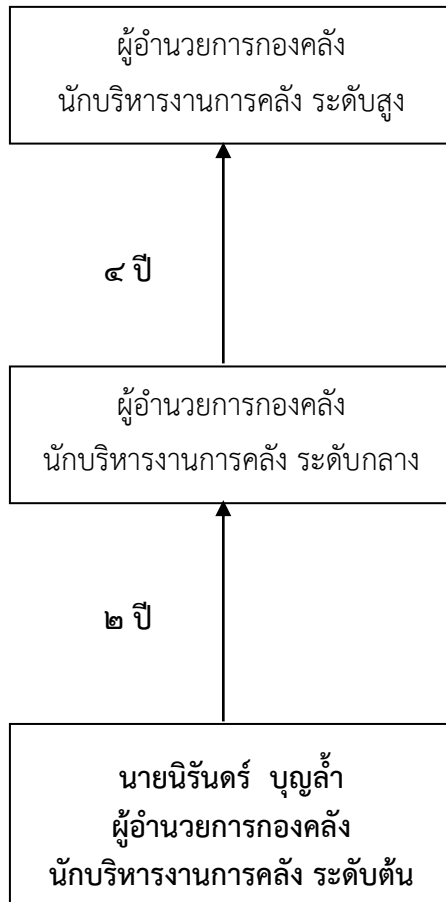 ผู้อำนวยการกองคลัง
นักบริหารงานการคลัง ระดับสูง
๔ ปี
ผู้อำนวยการกองคลัง
นักบริหารงานการคลัง ระดับกลาง
๒ ปี
นายนิรันดร์ บุญล้ำ
ผู้อำนวยการกองคลัง
นักบริหารงานการคลัง ระดับต้น